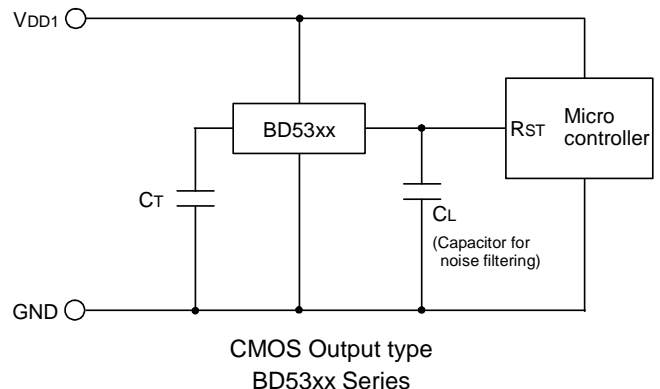 VDD1
BD53xx
RST
Micro
controller
CT
CL
(Capacitor for
noise filtering)
GND
CMOS Output type
BD53xx Series